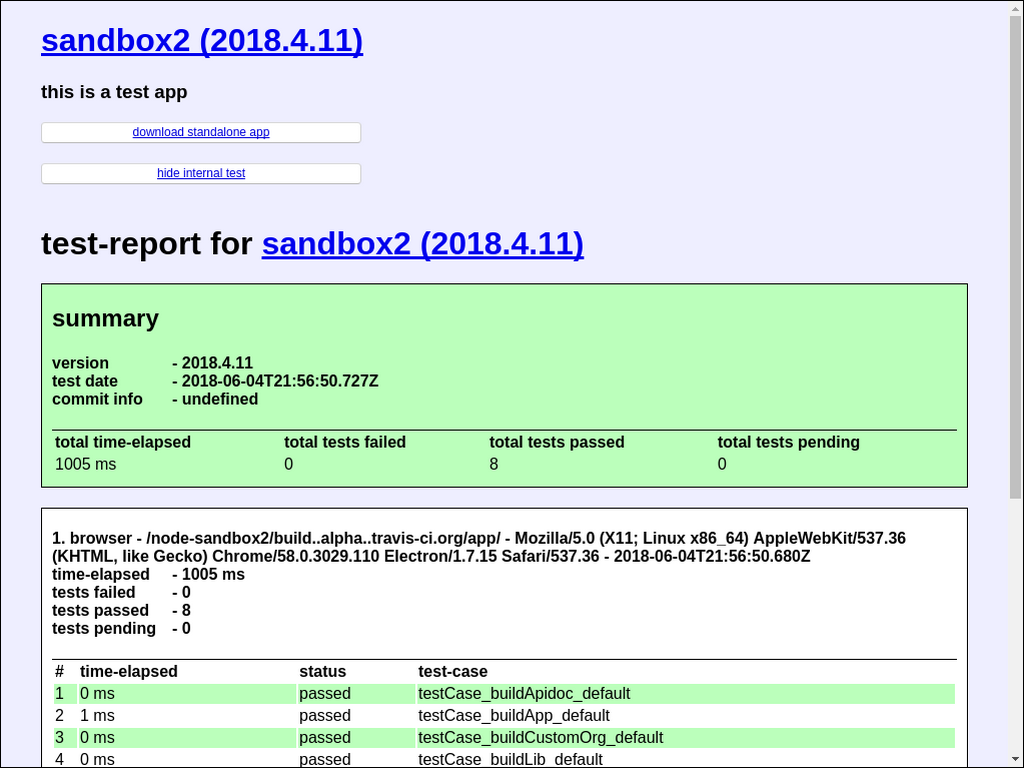 sandbox2 (2018.4.11)
this is a test app
download standalone app
hide internal test
test-report for sandbox2 (2018.4.11)
summary
version - 2018.4.11
test date - 2018-06-04T21:56:50.727Z
commit info - undefined
total time-elapsed total tests failed total tests passed total tests pending
1005 ms 0 8 0
1. browser - /node-sandbox2/build..alpha..travis-ci.org/app/ - Mozilla/5.0 (X11; Linux x86_64) AppleWebKit/537.36
(KHTML, like Gecko) Chrome/58.0.3029.110 Electron/1.7.15 Safari/537.36 - 2018-06-04T21:56:50.680Z
time-elapsed - 1005 ms
tests failed - 0
tests passed - 8
tests pending - 0
# time-elapsed status test-case
1 0 ms passed testCase_buildApidoc_default
2 1 ms passed testCase_buildApp_default
3 0 ms passed testCase_buildCustomOrg_default
4 0 ms passed testCase_buildLib_default